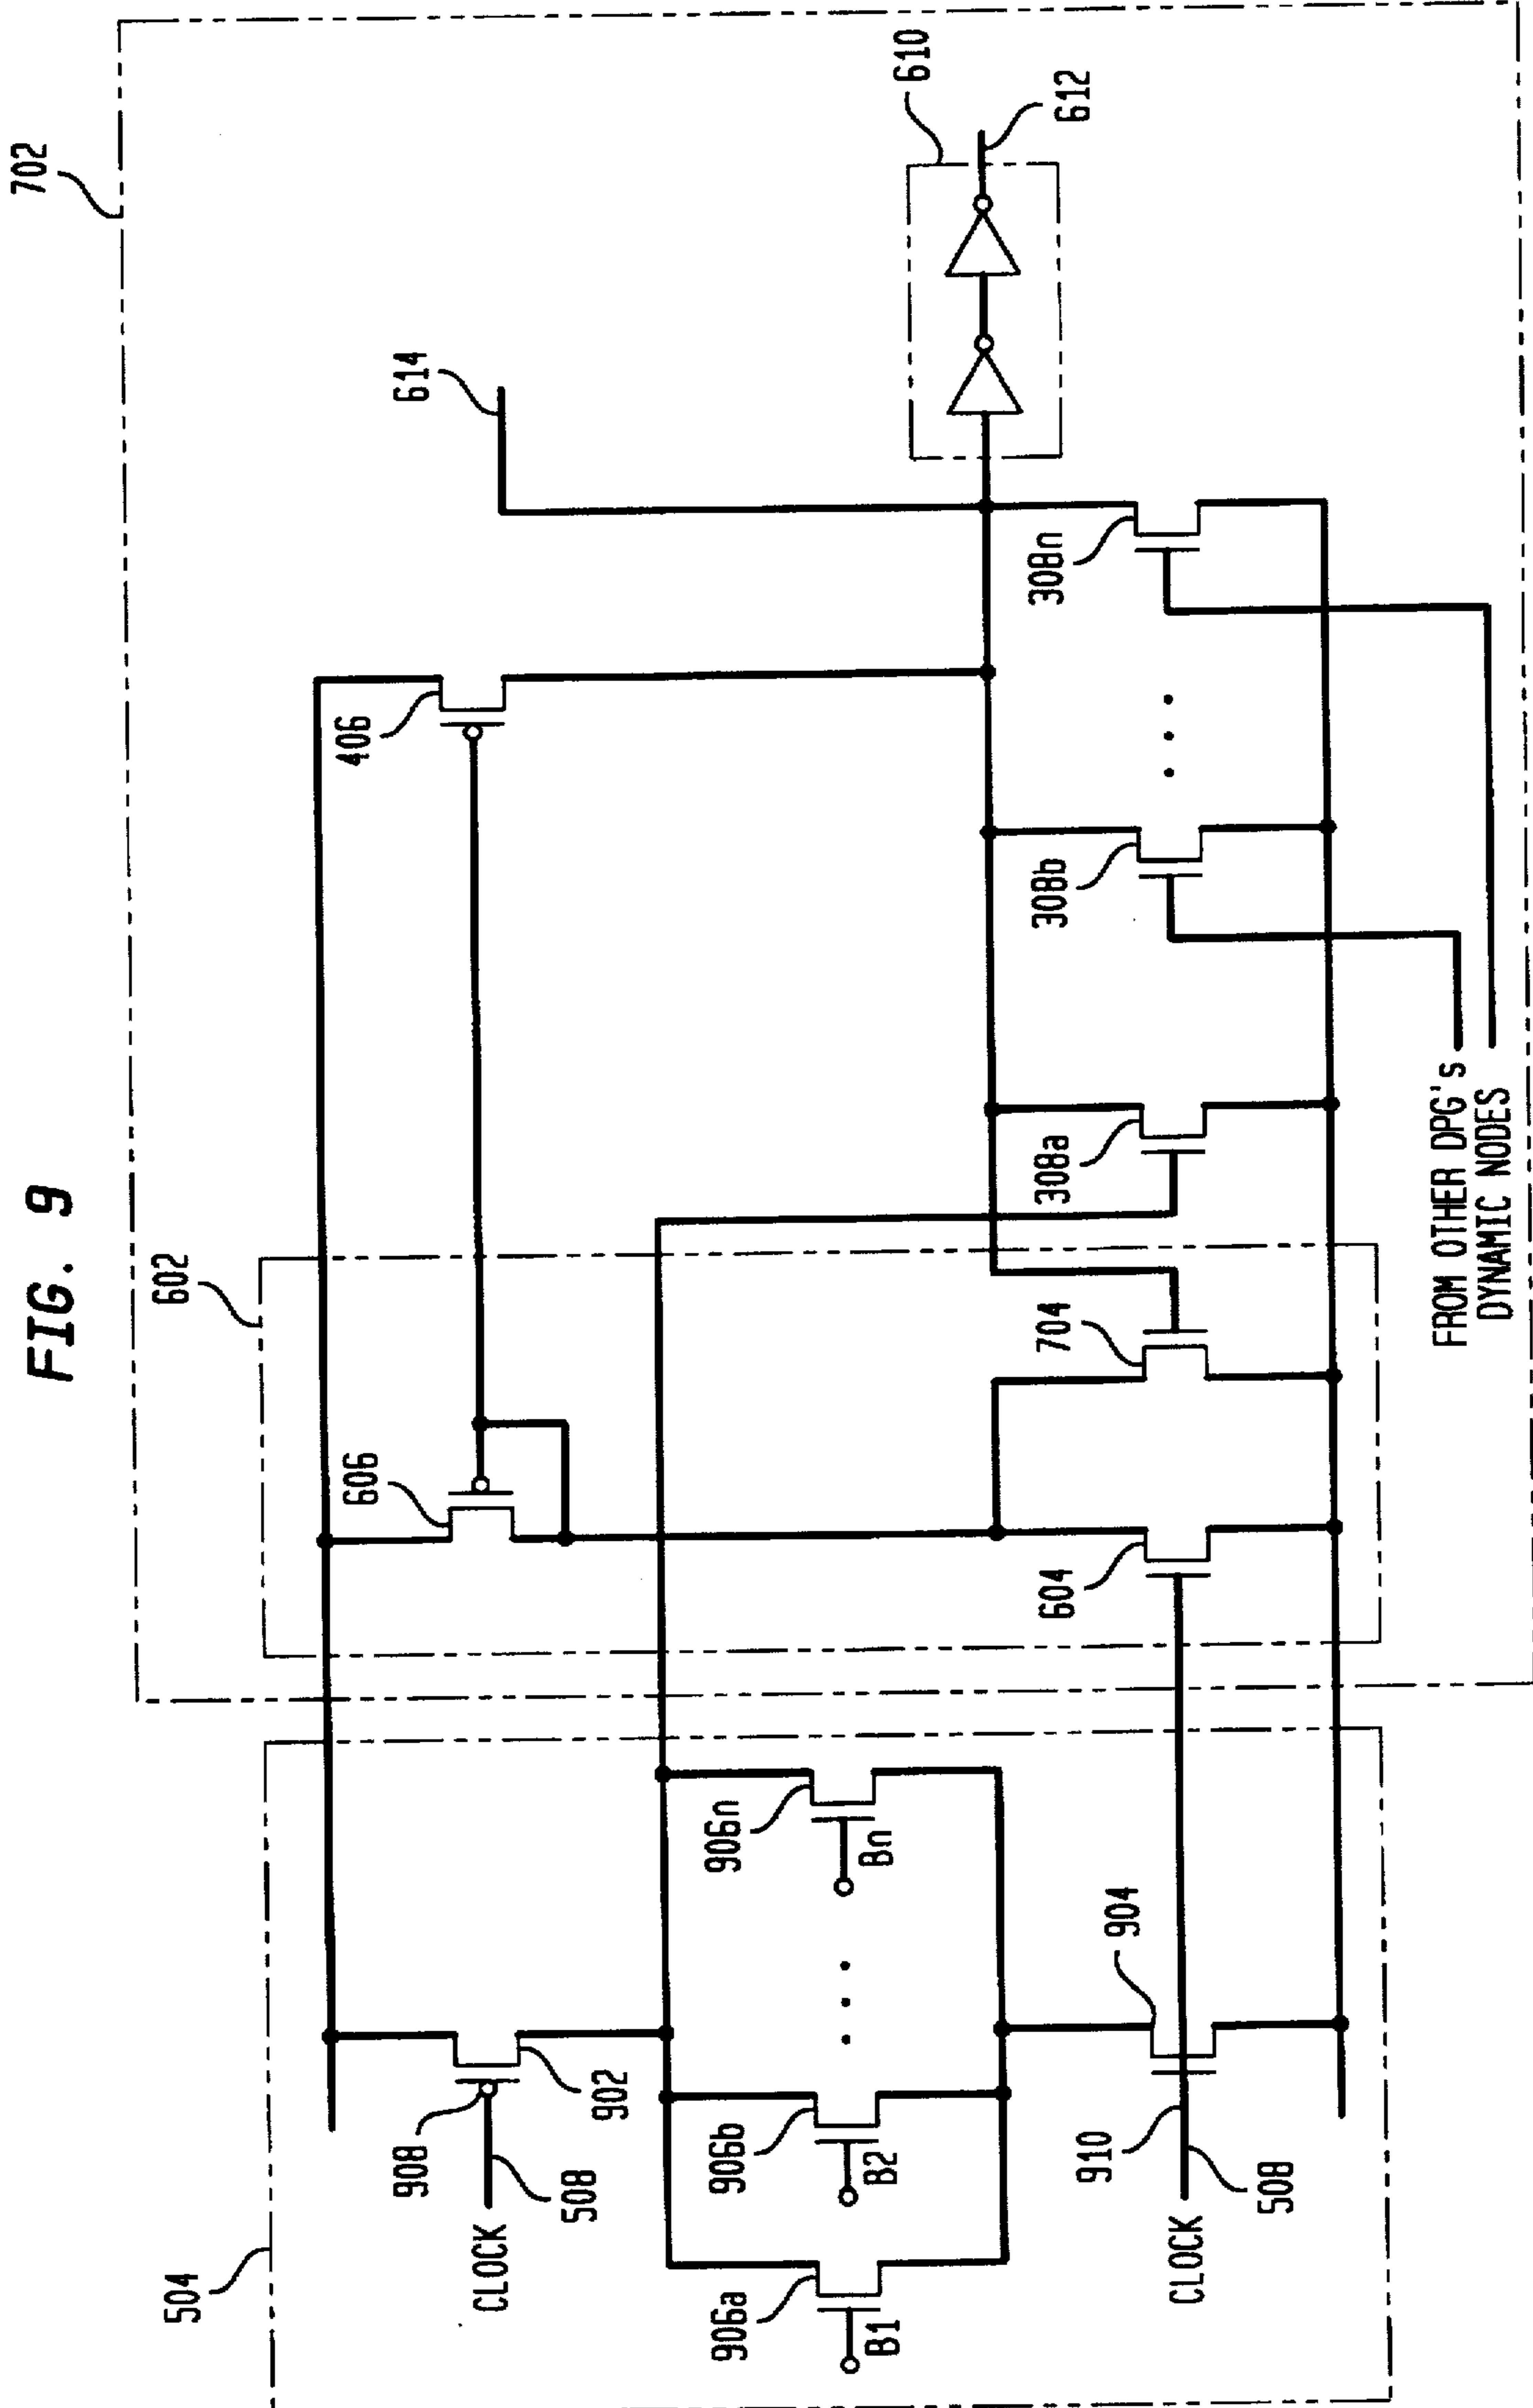 FIG. 9
702
602
504
610
612
614
406
606
908
508
902
CLOCK
906a
B1
906b
B2
906n
Bn
904
910
508
CLOCK
604
704
308a
308b
308n
FROM OTHER DPG's
DYNAMIC NODES